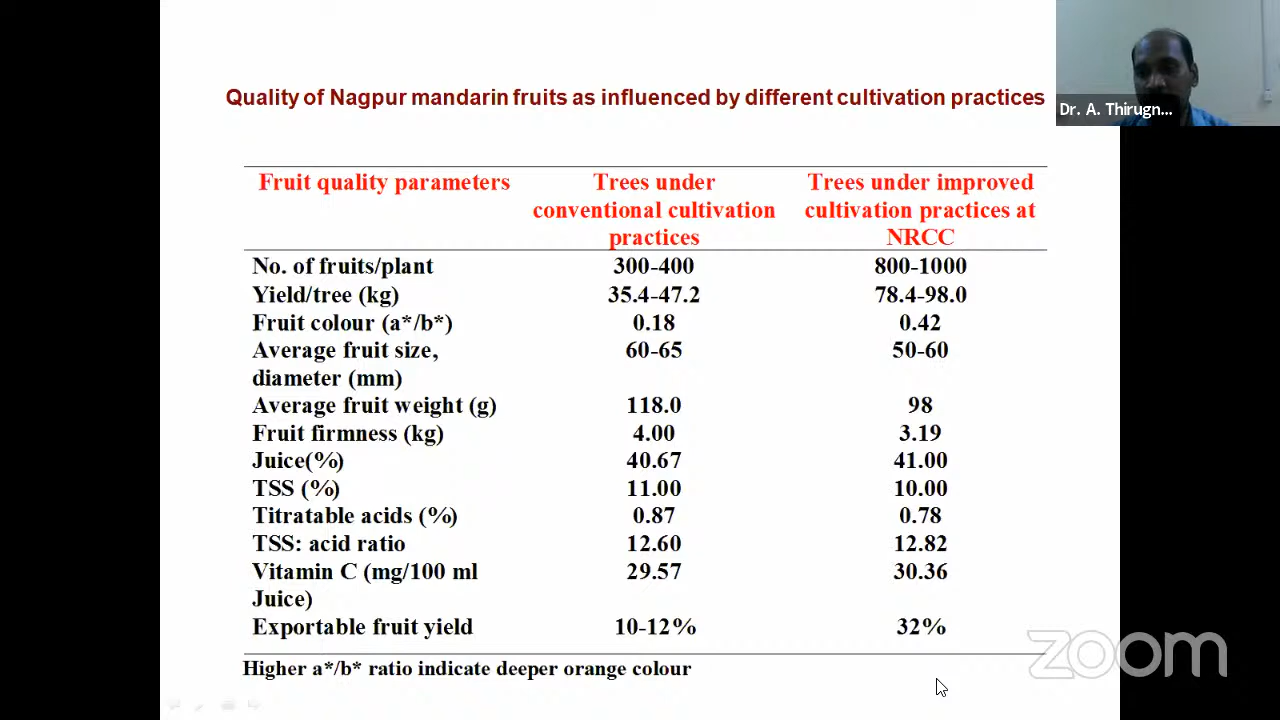 Quality of Nagpur mandarin fruits as influenced by different cultivation practices
Dr. A. Thirugn...
Fruit quality parameters Trees under conventional cultivation practices Trees under improved cultivation practices at NRCC
No. of fruits/plant 300-400 800-1000
Yield/tree (kg) 35.4-47.2 78.4-98.0
Fruit colour (a*/b*) 0.18 0.42
Average fruit size, 60-65 50-60
diameter (mm)
Average fruit weight (g) 118.0 98
Fruit firmness (kg) 4.00 3.19
Juice(%) 40.67 41.00
TSS (%) 11.00 10.00
Titratable acids (%) 0.87 0.78
TSS: acid ratio 12.60 12.82
Vitamin C (mg/100 ml 29.57 30.36
Juice)
Exportable fruit yield 10-12% 32%
Higher a*/b* ratio indicate deeper orange colour
zoom